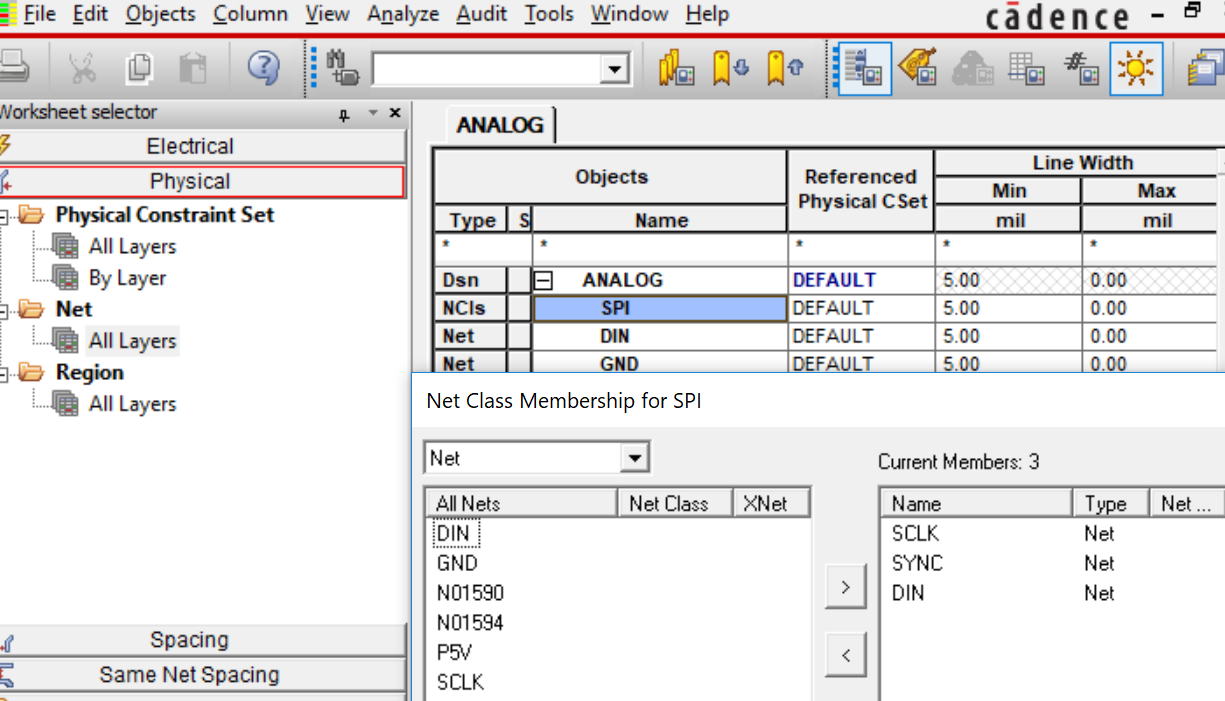 File Edit Objects Column View Analyze Audit Tools Window Help
cādence
Worksheet selector
Electrical
Physical
Physical Constraint Set
All Layers
By Layer
Net
All Layers
Region
All Layers
Spacing
Same Net Spacing
ANALOG
Objects Referenced Physical CSet Line Width
Min Max
Type S Name mil mil
* * * * *
Dsn ANALOG DEFAULT 5.00 0.00
NCls SPI DEFAULT 5.00 0.00
Net DIN DEFAULT 5.00 0.00
Net GND DEFAULT 5.00 0.00
Net Class Membership for SPI
Net
Current Members: 3
All Nets Net Class XNet
DIN
GND
N01590
N01594
P5V
SCLK
>
<
Name Type Net ...
SCLK Net
SYNC Net
DIN Net